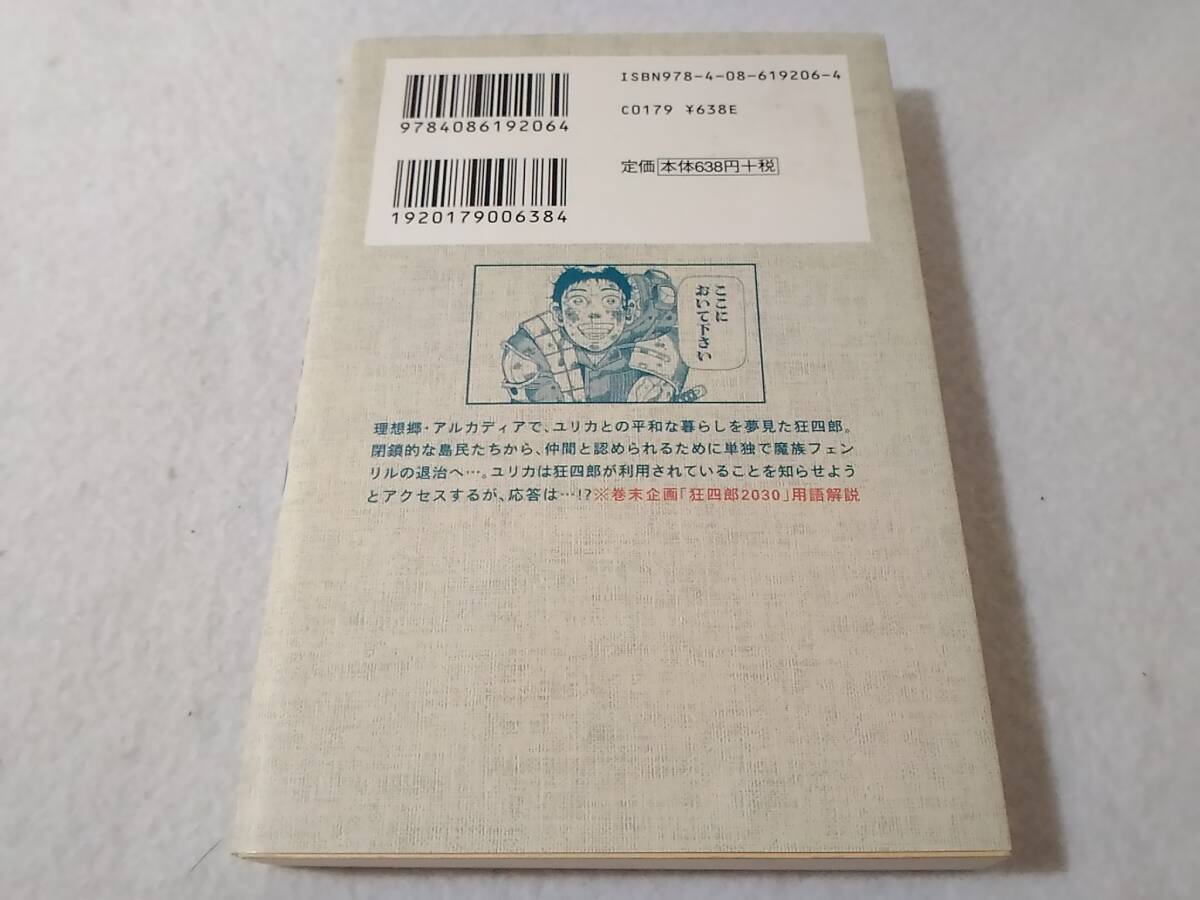 ISBN978-4-08-619206-4
9784086192064
C0179 ¥638E
定価 本体638円+税
1920179006384
ここに
おいて下さい
理想郷・アルカディアで、ユリカとの平和な暮らしを夢見た狂四郎。
閉鎖的な島民たちから、仲間と認められるために単独で魔族フェン
リルの退治へ…。ユリカは狂四郎が利用されていることを知らせよう
とアクセスするが、応答は…!?※巻末企画「狂四郎2030」用語解説